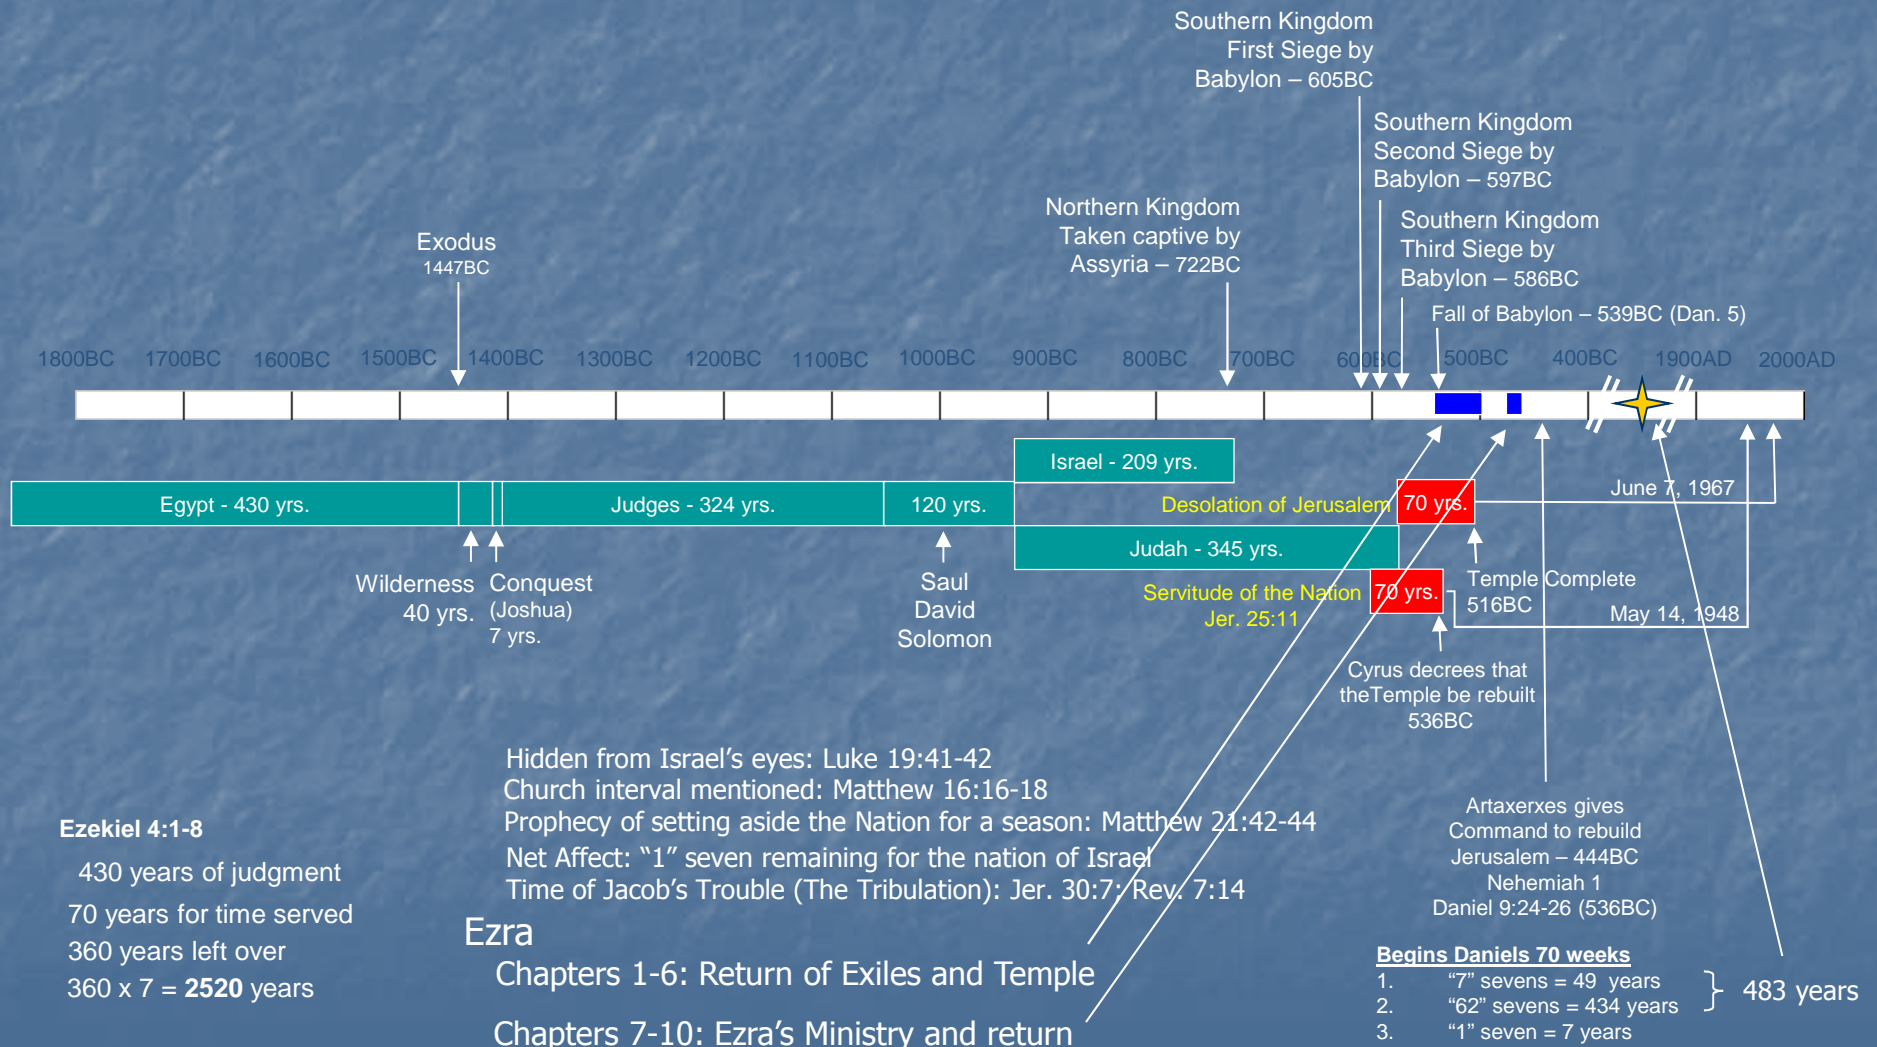 Southern Kingdom
First Siege by
Babylon – 605BC
Southern Kingdom
Second Siege by
Babylon – 597BC
Northern Kingdom
Taken captive by
Assyria – 722BC
Southern Kingdom
Third Siege by
Babylon – 586BC
Exodus
1447BC
Fall of Babylon – 539BC (Dan. 5)
1800BC 1700BC 1600BC 1500BC 1400BC 1300BC 1200BC 1100BC 1000BC 900BC 800BC 700BC 600BC 500BC 400BC 1900AD 2000AD
Israel - 209 yrs.
Egypt - 430 yrs.
Judges - 324 yrs.
120 yrs.
Desolation of Jerusalem
70 yrs.
June 7, 1967
Judah - 345 yrs.
Wilderness
40 yrs.
Conquest
(Joshua)
7 yrs.
Saul
David
Solomon
Servitude of the Nation
Jer. 25:11
70 yrs.
Temple Complete
516BC
May 14, 1948
Cyrus decrees that
theTemple be rebuilt
536BC
Hidden from Israel's eyes: Luke 19:41-42
Church interval mentioned: Matthew 16:16-18
Prophecy of setting aside the Nation for a season: Matthew 21:42-44
Net Affect: “1” seven remaining for the nation of Israel
Time of Jacob's Trouble (The Tribulation): Jer. 30:7; Rev. 7:14
Ezekiel 4:1-8
430 years of judgment
70 years for time served
360 years left over
360 x 7 = 2520 years
Ezra
Chapters 1-6: Return of Exiles and Temple
Chapters 7-10: Ezra's Ministry and return
Artaxerxes gives
Command to rebuild
Jerusalem – 444BC
Nehemiah 1
Daniel 9:24-26 (536BC)
Begins Daniels 70 weeks
1. “7” sevens = 49 years
2. “62” sevens = 434 years
3. “1” seven = 7 years
483 years